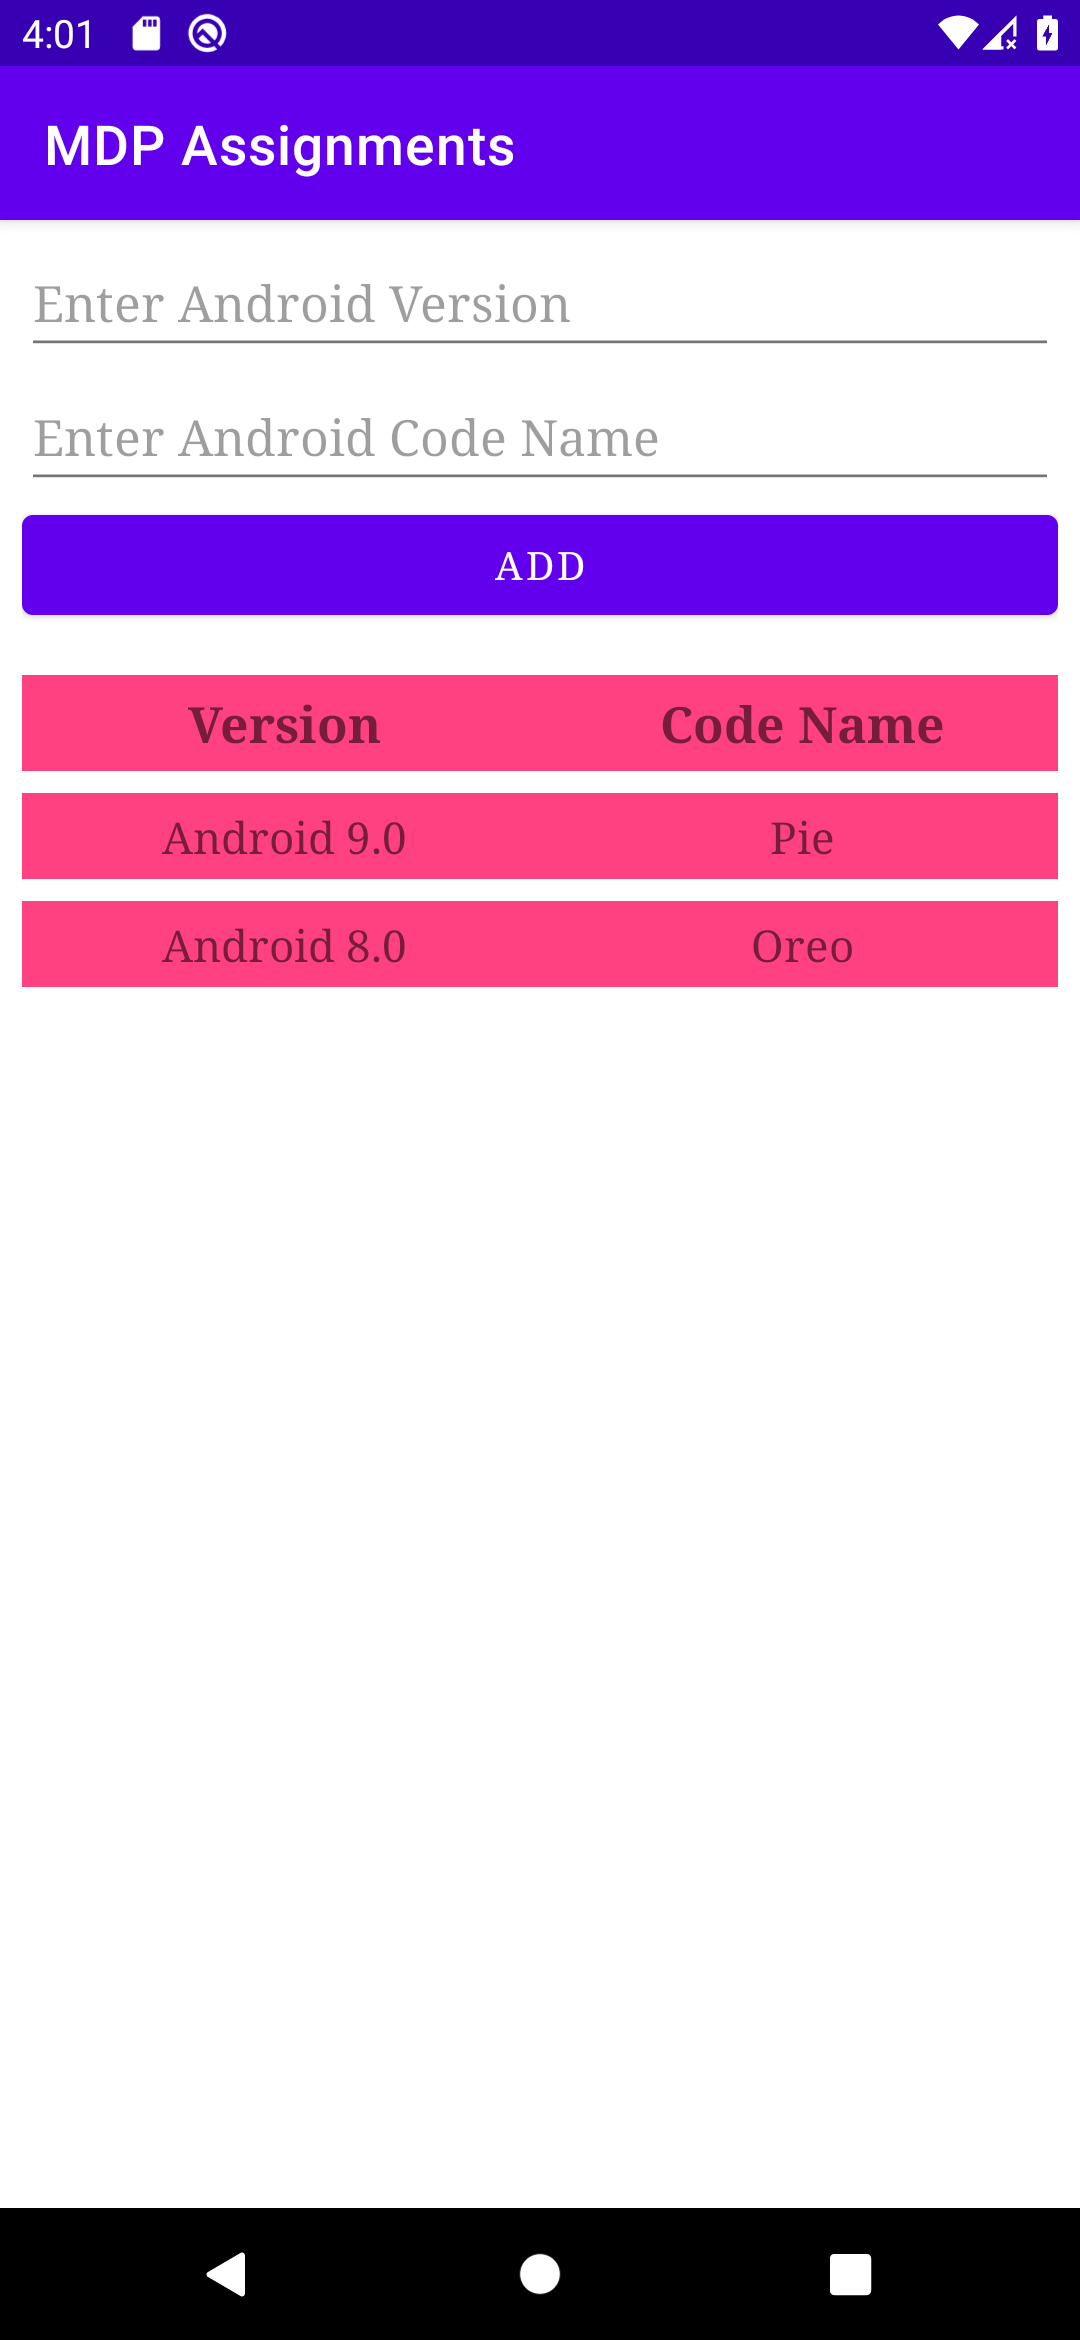 4:01
MDP Assignments
Enter Android Version
Enter Android Code Name
ADD
Version Code Name
Android 9.0 Pie
Android 8.0 Oreo